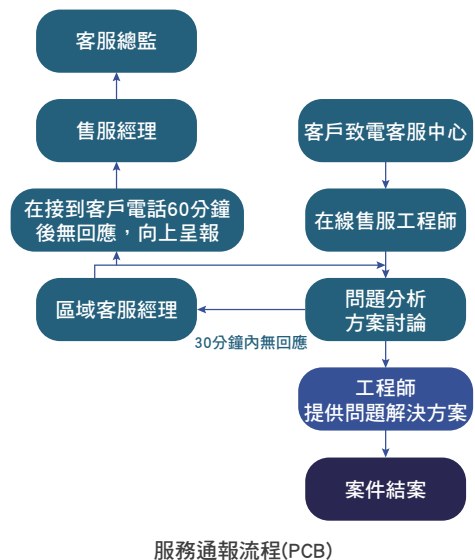 客服總監
售服經理
客戶致電客服中心
在接到客戶電話60分鐘
後無回應，向上呈報
在線售服工程師
區域客服經理
問題分析
方案討論
30分鐘內無回應
工程師
提供問題解決方案
案件結案
服務通報流程(PCB)